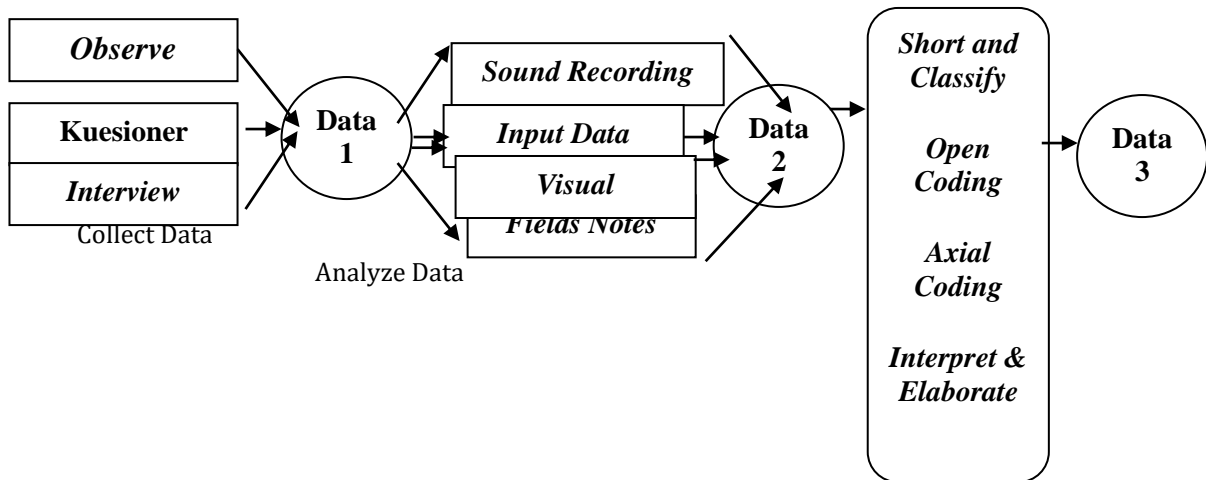 Observe
Kuesioner
Interview
Collect Data
Data
1
Analyze Data
Sound Recording
Input Data
Visual
Fields Notes
Data
2
Short and
Classify
Open
Coding
Axial
Coding
Interpret &
Elaborate
Data
3